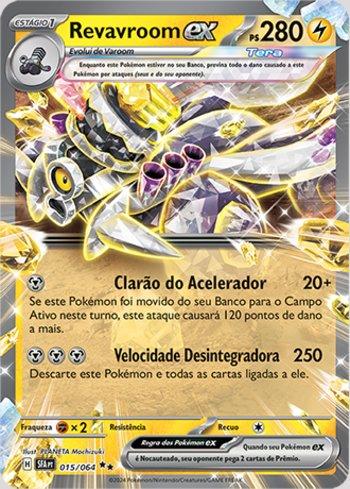 ESTÁGIO 1
Revavroom ex
PS 280
Evolui de Varoom
Tera
Enquanto este Pokémon estiver no seu Banco, previna todo o dano causado a este
Pokémon por ataques (seus e do seu oponente).
Clarão do Acelerador 20+
Se este Pokémon foi movido do seu Banco para o Campo
Ativo neste turno, este ataque causará 120 pontos de dano
a mais.
Velocidade Desintegradora 250
Descarte este Pokémon e todas as cartas ligadas a ele.
Fraqueza ×2 Resistência Recuo
Ilust. PLANETA Mochizuki
Regra dos Pokémon ex
Quando seu Pokémon ex
é Nocauteado, seu oponente pega 2 cartas de Prêmio.
H SFA PT 015/064
©2024 Pokémon/Nintendo/Creatures/GAME FREAK